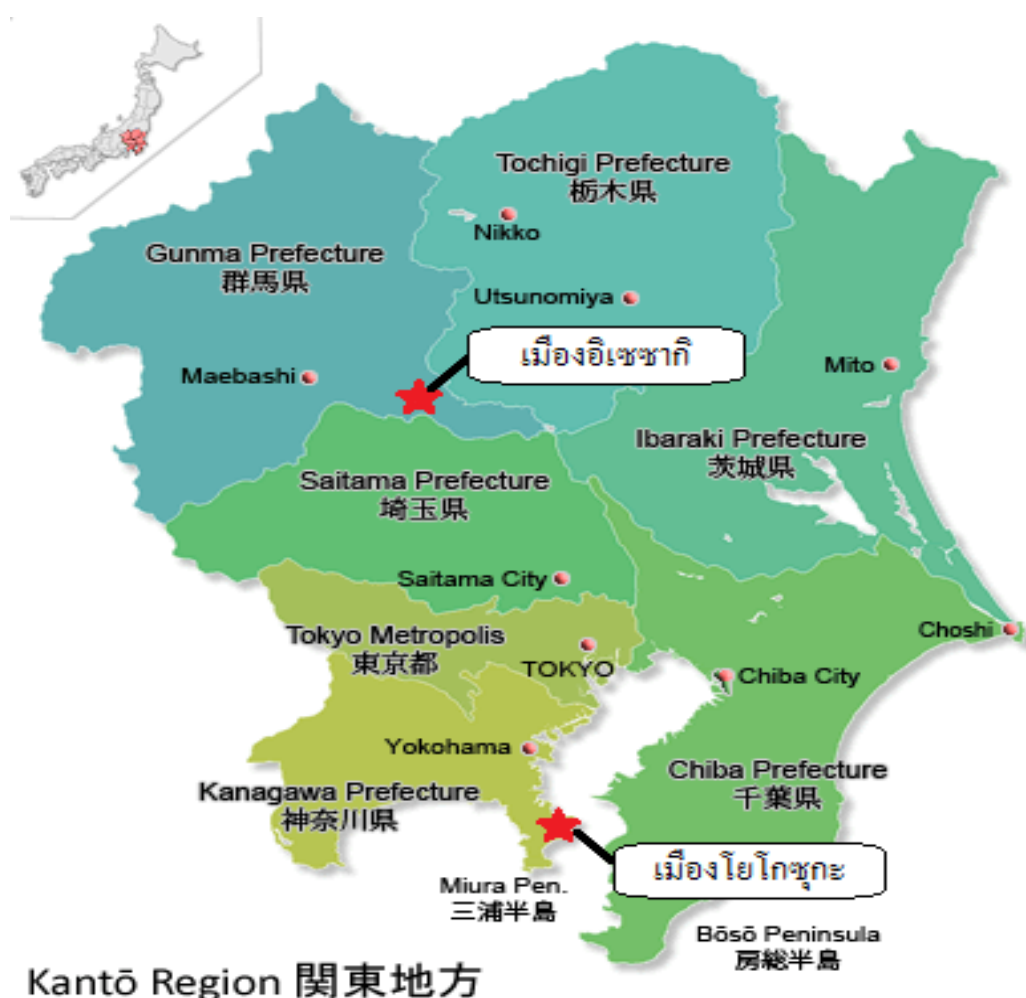 Tochigi Prefecture
栃木県
Nikko
Gunma Prefecture
群馬県
Utsunomiya
เมืองอิเซซากิ
Maebashi
Mito
Ibaraki Prefecture
茨城県
Saitama Prefecture
埼玉県
Saitama City
Tokyo Metropolis
東京都
TOKYO
Choshi
Chiba City
Yokohama
Chiba Prefecture
千葉県
Kanagawa Prefecture
神奈川県
เมืองโยโกซุกะ
Miura Pen.
三浦半島
Bōsō Peninsula
房総半島
Kantō Region 関東地方